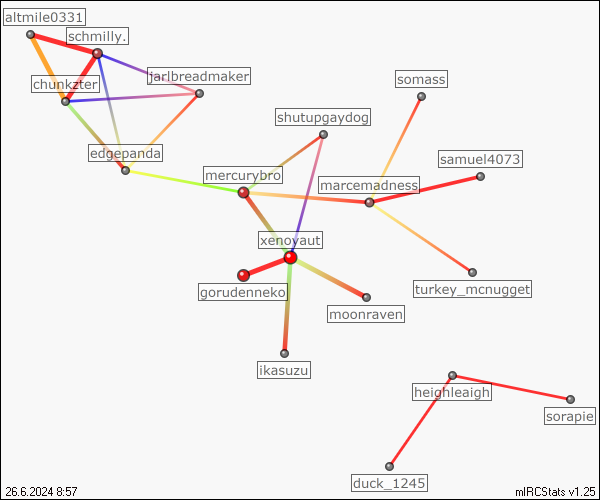 altmile0331
schmilly.
chunkzter
jarlbreadmaker
somass
shutupgaydog
edgepanda
samuel4073
mercurybro
marcemadness
xenoyaut
gorudenneko
turkey_mcnugget
moonraven
ikasuzu
heighleaigh
sorapie
duck_1245
26.6.2024 8:57
mIRCStats v1.25